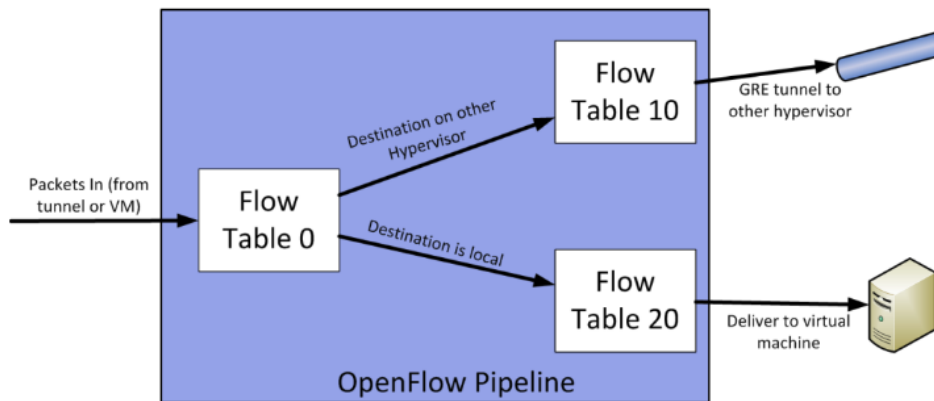 Packets In (from
tunnel or VM)
Flow
Table 0
Destination on other
Hypervisor
Destination is local
Flow
Table 10
GRE tunnel to
other hypervisor
Flow
Table 20
Deliver to virtual
machine
OpenFlow Pipeline